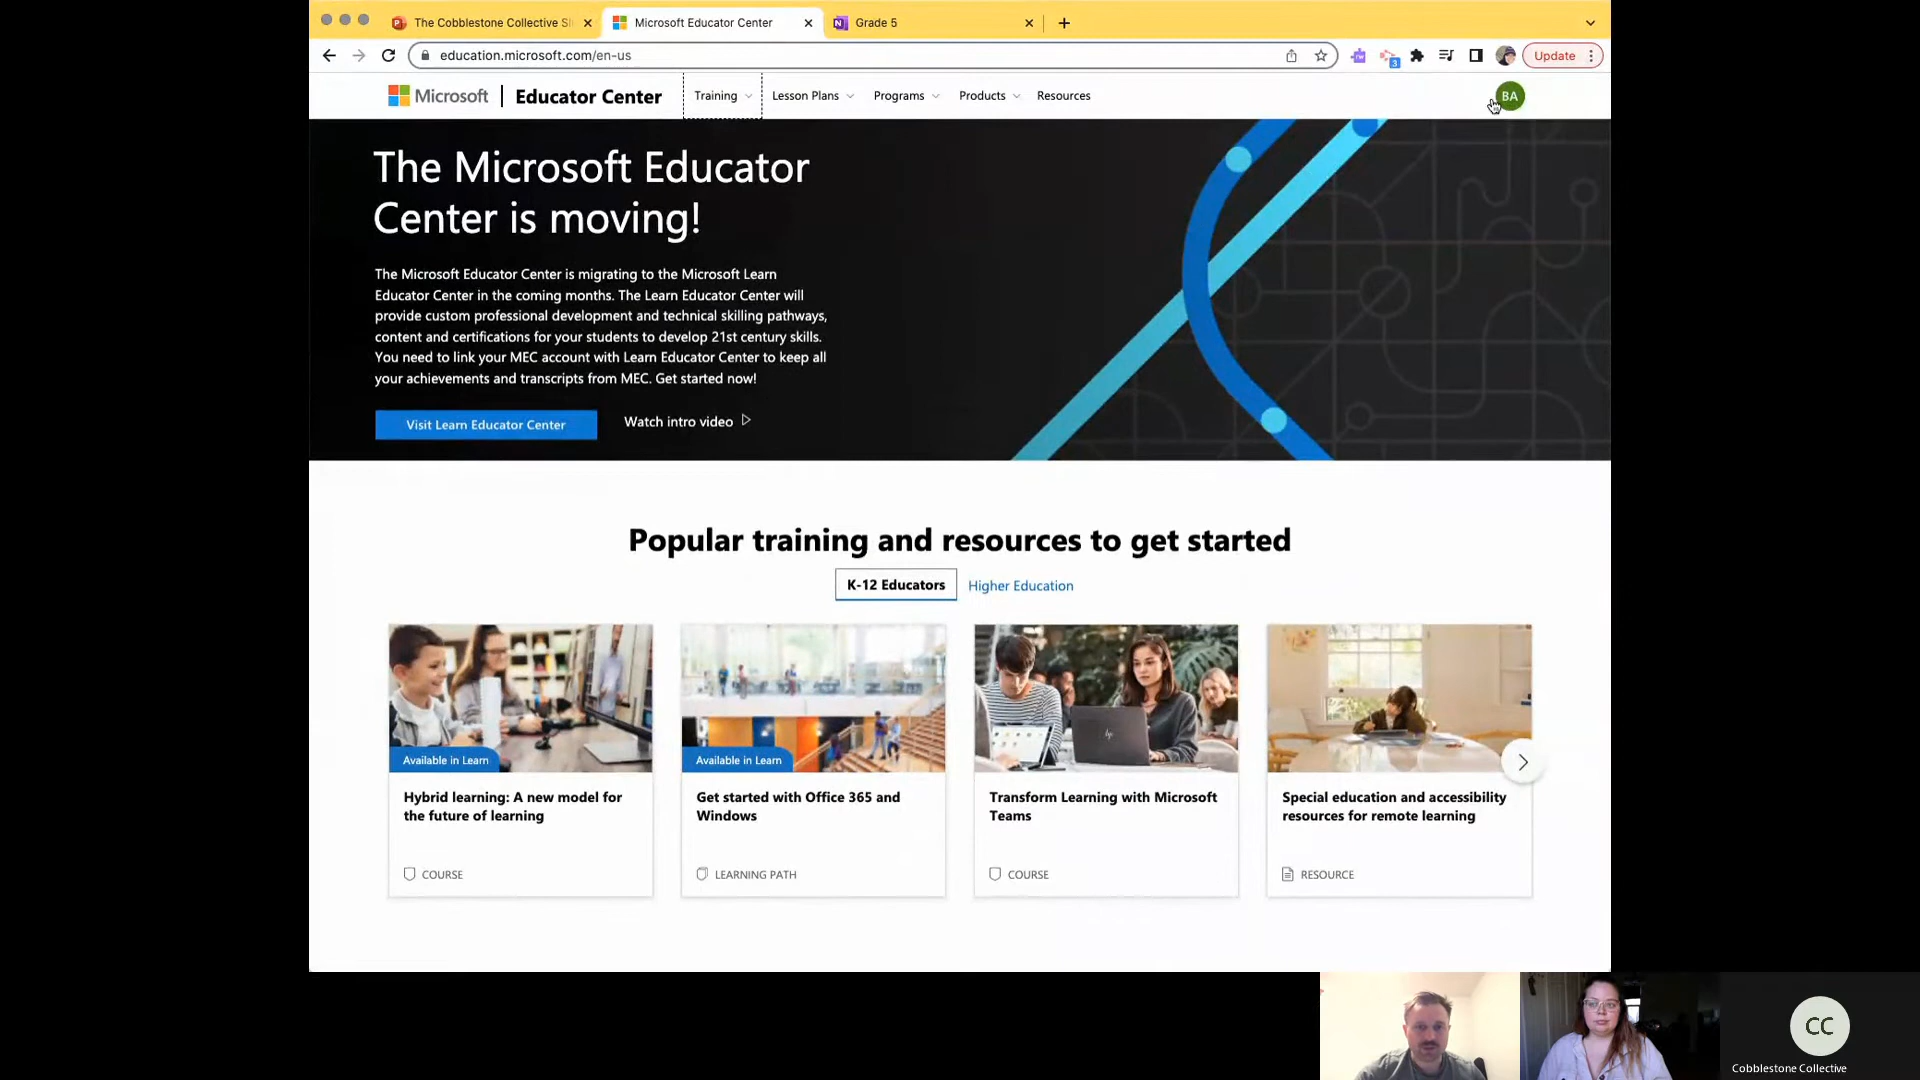 The Cobblestone Collective Sl
Microsoft Educator Center
Grade 5
education.microsoft.com/en-us
3
Update
Microsoft
Educator Center
Training
Lesson Plans
Programs
Products
Resources
BA
The Microsoft Educator
Center is moving!
The Microsoft Educator Center is migrating to the Microsoft Learn
Educator Center in the coming months. The Learn Educator Center will
provide custom professional development and technical skilling pathways,
content and certifications for your students to develop 21st century skills.
You need to link your MEC account with Learn Educator Center to keep all
your achievements and transcripts from MEC. Get started now!
Visit Learn Educator Center
Watch intro video
Popular training and resources to get started
K-12 Educators
Higher Education
Available in Learn
Hybrid learning: A new model for
the future of learning
COURSE
Available in Learn
Get started with Office 365 and
Windows
LEARNING PATH
Transform Learning with Microsoft
Teams
COURSE
Special education and accessibility
resources for remote learning
RESOURCE
CC
Cobblestone Collective